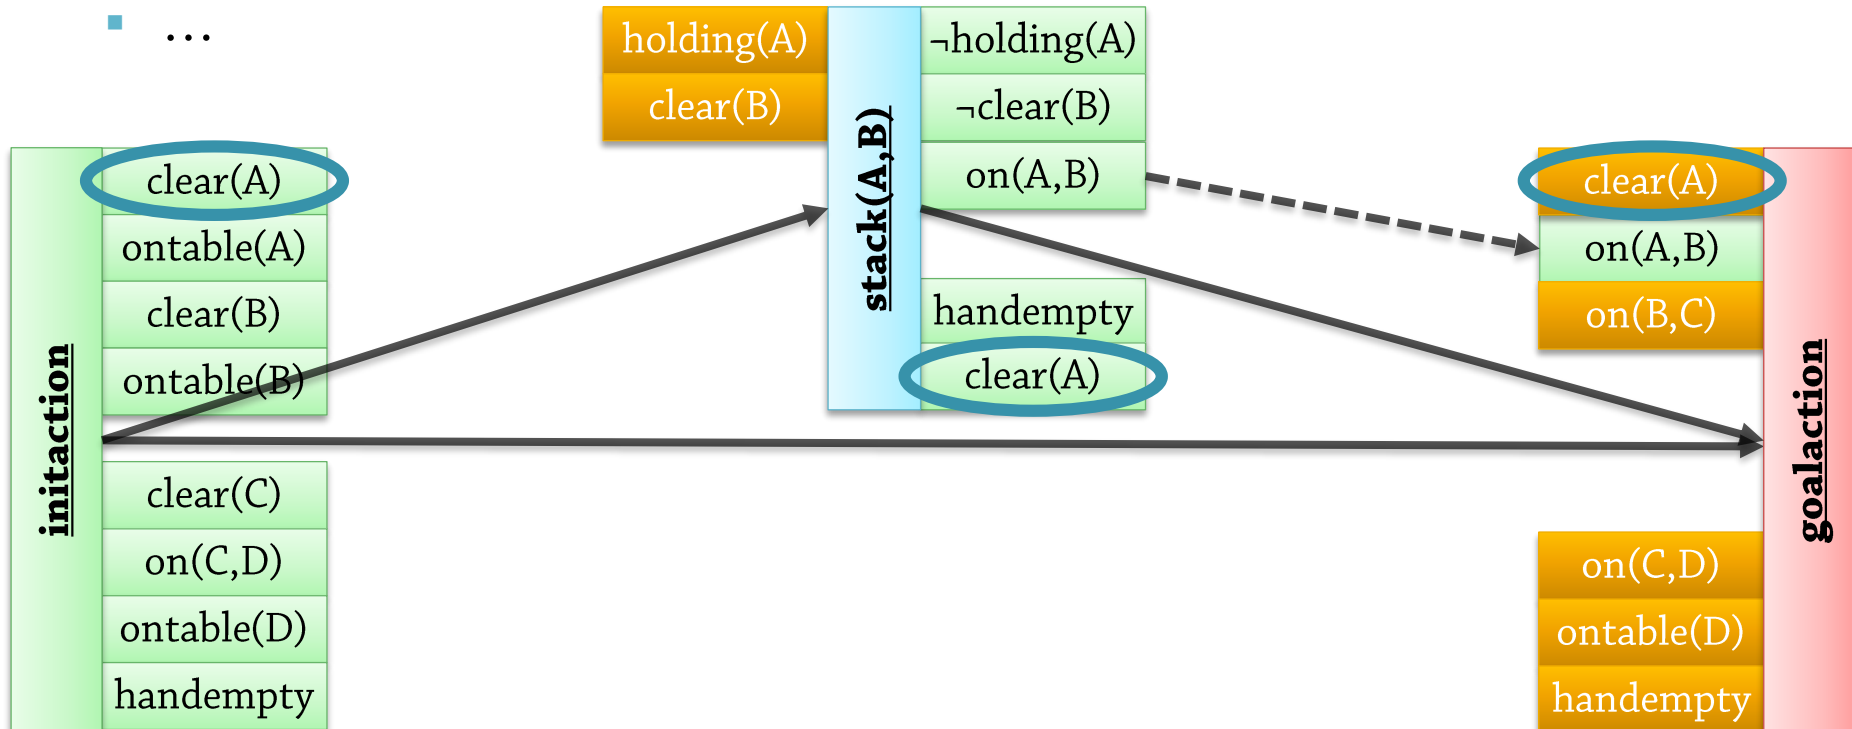 ▪ …
holding(A)
clear(B)
stack(A,B)
¬holding(A)
¬clear(B)
on(A,B)
handempty
clear(A)
initaction
clear(A)
ontable(A)
clear(B)
ontable(B)
clear(C)
on(C,D)
ontable(D)
handempty
clear(A)
on(A,B)
on(B,C)
on(C,D)
ontable(D)
handempty
goalaction